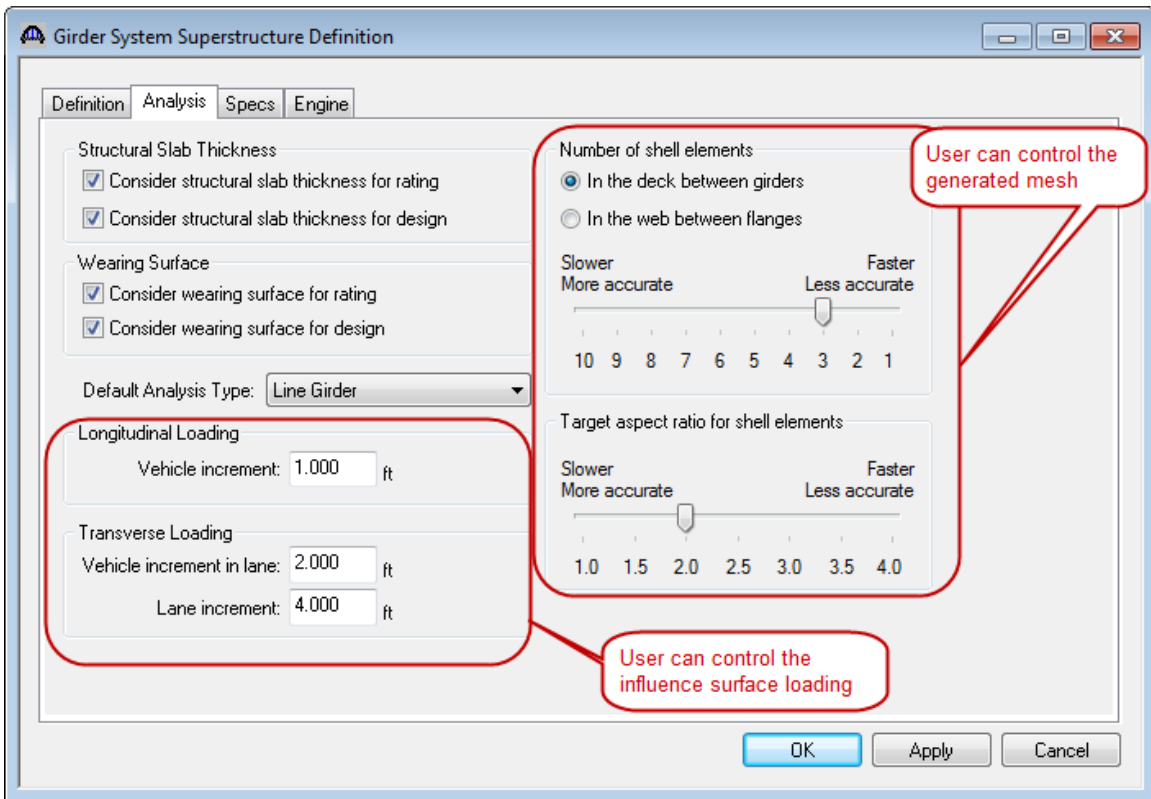 Girder System Superstructure Definition
Definition Analysis Specs Engine
Structural Slab Thickness
Consider structural slab thickness for rating
Consider structural slab thickness for design
Wearing Surface
Consider wearing surface for rating
Consider wearing surface for design
Default Analysis Type: Line Girder
Longitudinal Loading
Vehicle increment: 1.000 ft
Transverse Loading
Vehicle increment in lane: 2.000 ft
Lane increment: 4.000 ft
Number of shell elements
In the deck between girders
In the web between flanges
Slower Faster
More accurate Less accurate
10 9 8 7 6 5 4 3 2 1
Target aspect ratio for shell elements
Slower Faster
More accurate Less accurate
1.0 1.5 2.0 2.5 3.0 3.5 4.0
User can control the
generated mesh
User can control the
influence surface loading
OK Apply Cancel